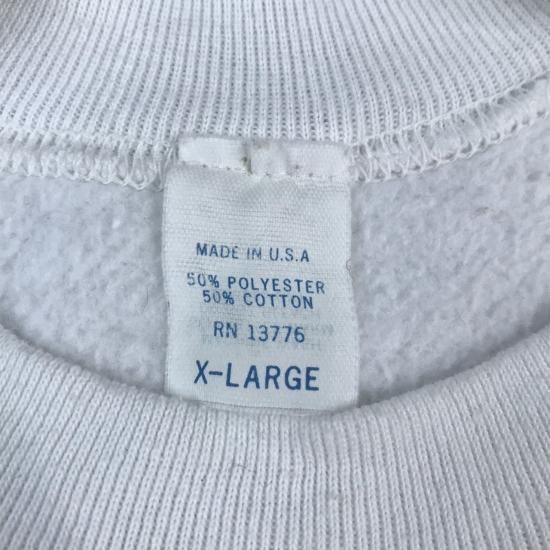 MADE IN U.S.A
50% POLYESTER
50% COTTON
RN 13776
X-LARGE